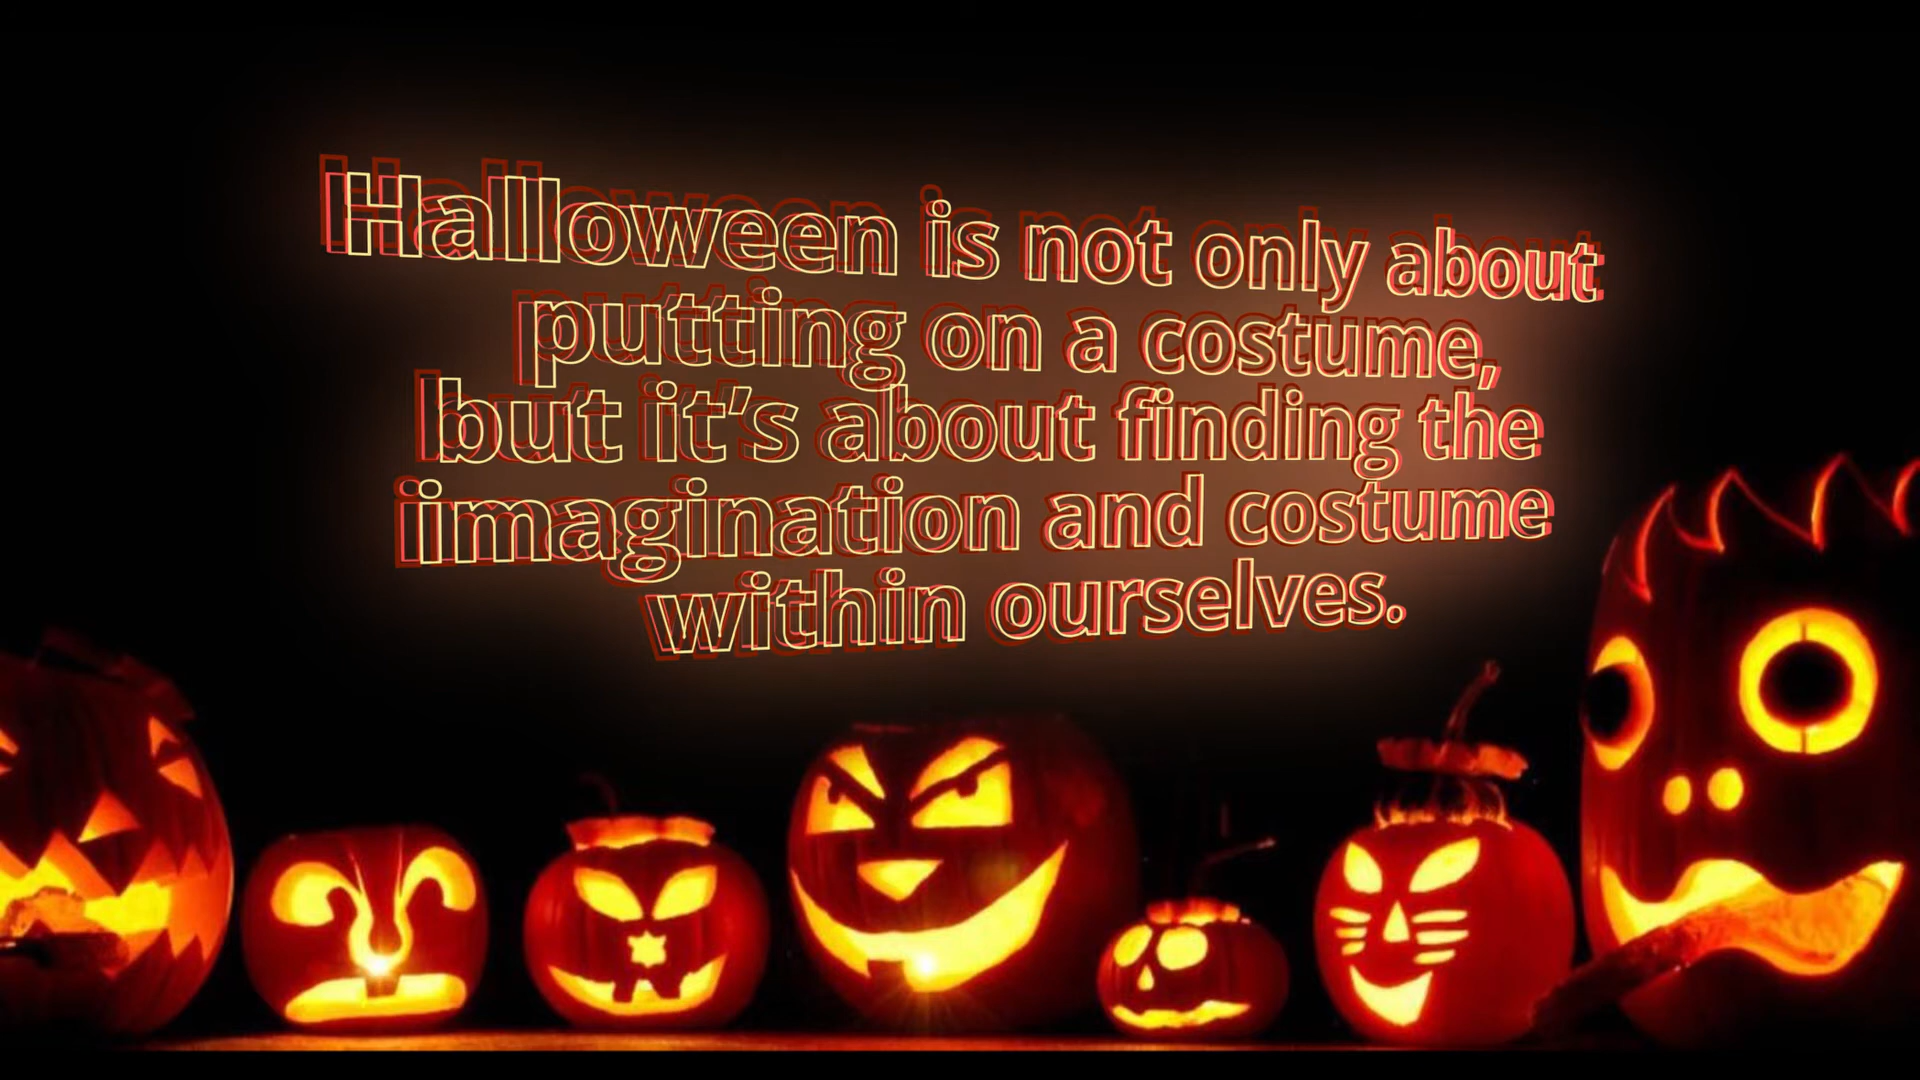 Halloween is not only about
putting on a costume,
but it’s about finding the
imagination and costume
within ourselves.